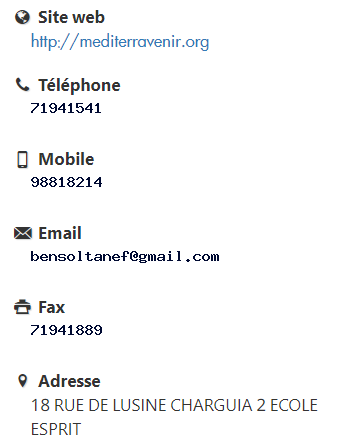 Site web
http://mediterravenir.org
Téléphone
71941541
Mobile
98818214
Email
bensoltanef@gmail.com
Fax
71941889
Adresse
18 RUE DE LUSINE CHARGUIA 2 ECOLE
ESPRIT